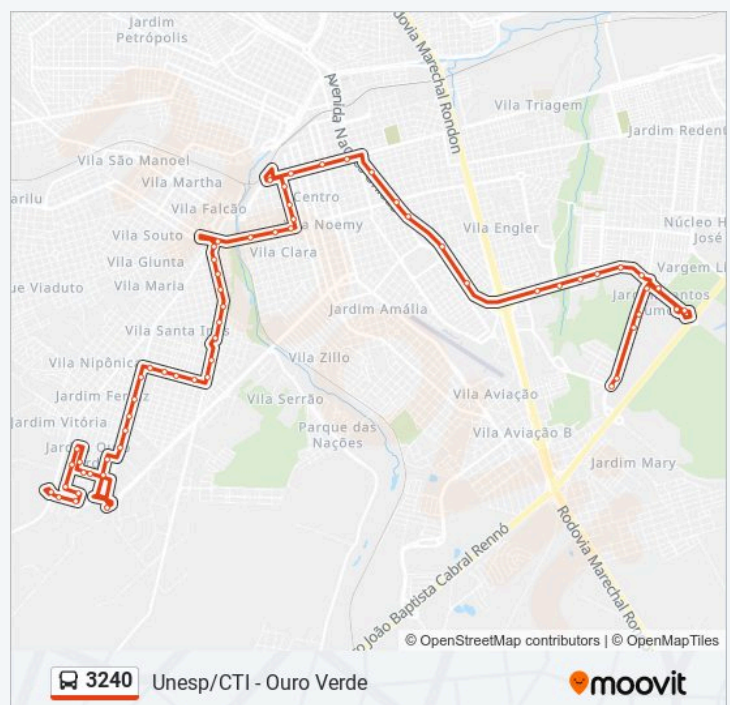 Jardim
Petrópolis
Rodovia Marechal Rondon
Avenida Na
Vila Triagem
Jardim Redent
Vila São Manoel
Vila Martha
arilu
Centro
Vila Falcão
Vila Souto
a Noemy
Vila Engler
Núcleo H
José
Vila Clara
Vila Giunta
Vargem Li
ue Viaduto
Vila Maria
Jardim Amália
Vila Santa In
Vila Zillo
Vila Nipônic
Jardim Fer
z
Vila Serrão
Vila Aviação
Jardim Vitória
Parque das
Nações
Vila Aviação B
Jardim Mary
Rodovia Marechal Ro
o João Baptista Cabral Rennó
© OpenStreetMap contributors | © OpenMapTiles
3240 Unesp/CTI - Ouro Verde
moovit